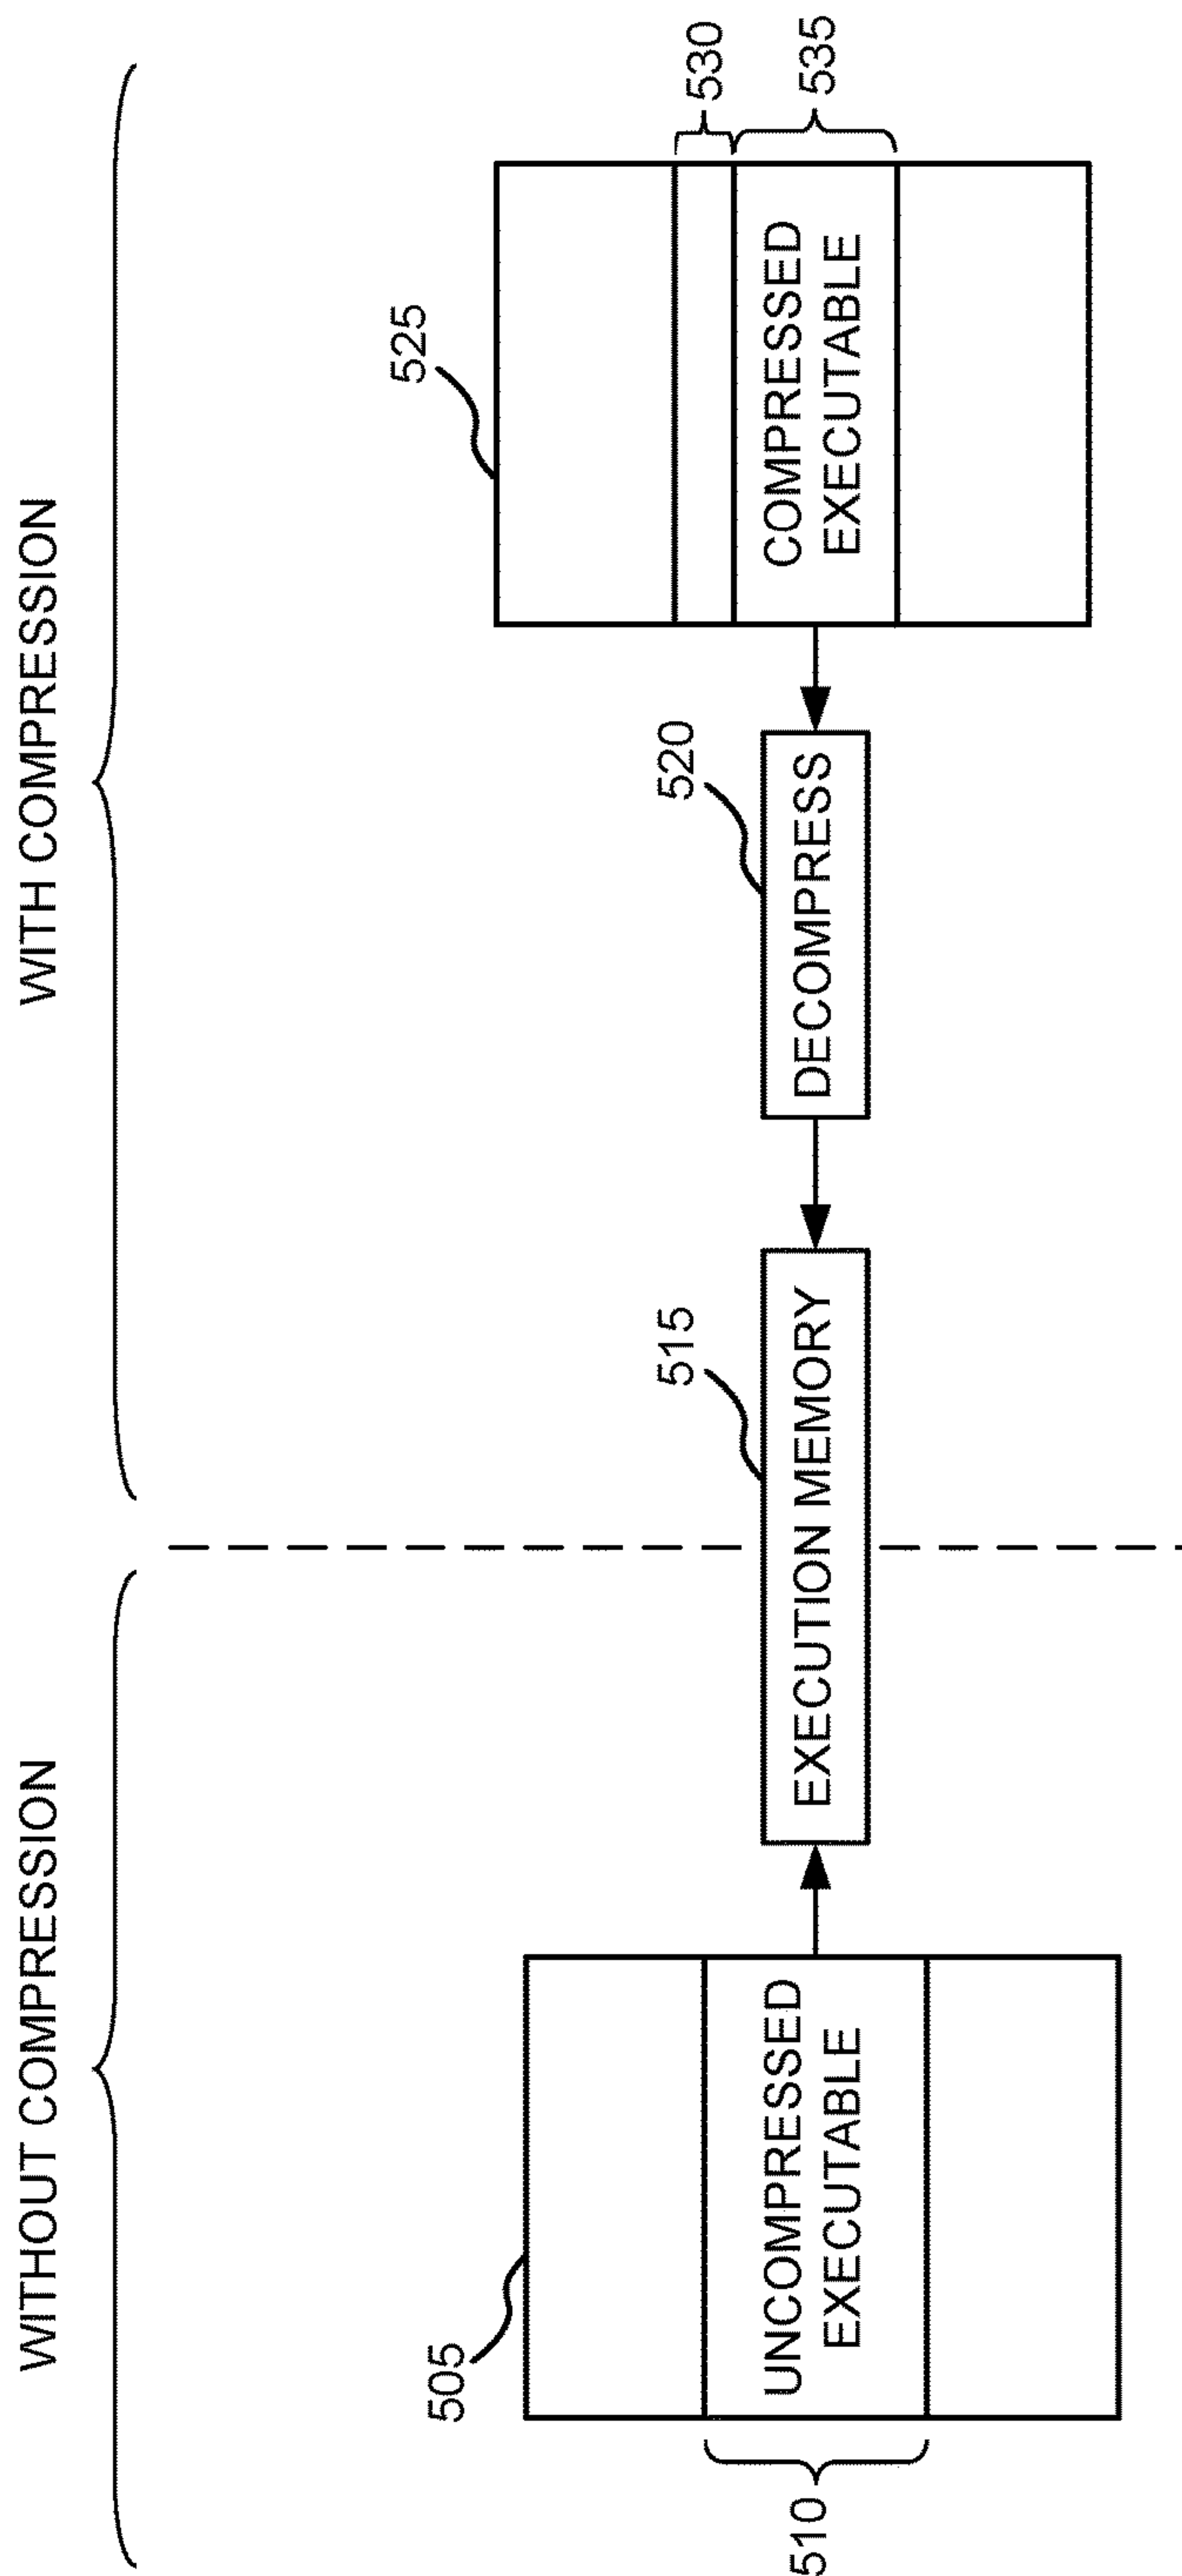 WITHOUT COMPRESSION
WITH COMPRESSION
505
510
UNCOMPRESSED
EXECUTABLE
515
EXECUTION MEMORY
520
DECOMPRESS
525
530
535
COMPRESSED
EXECUTABLE